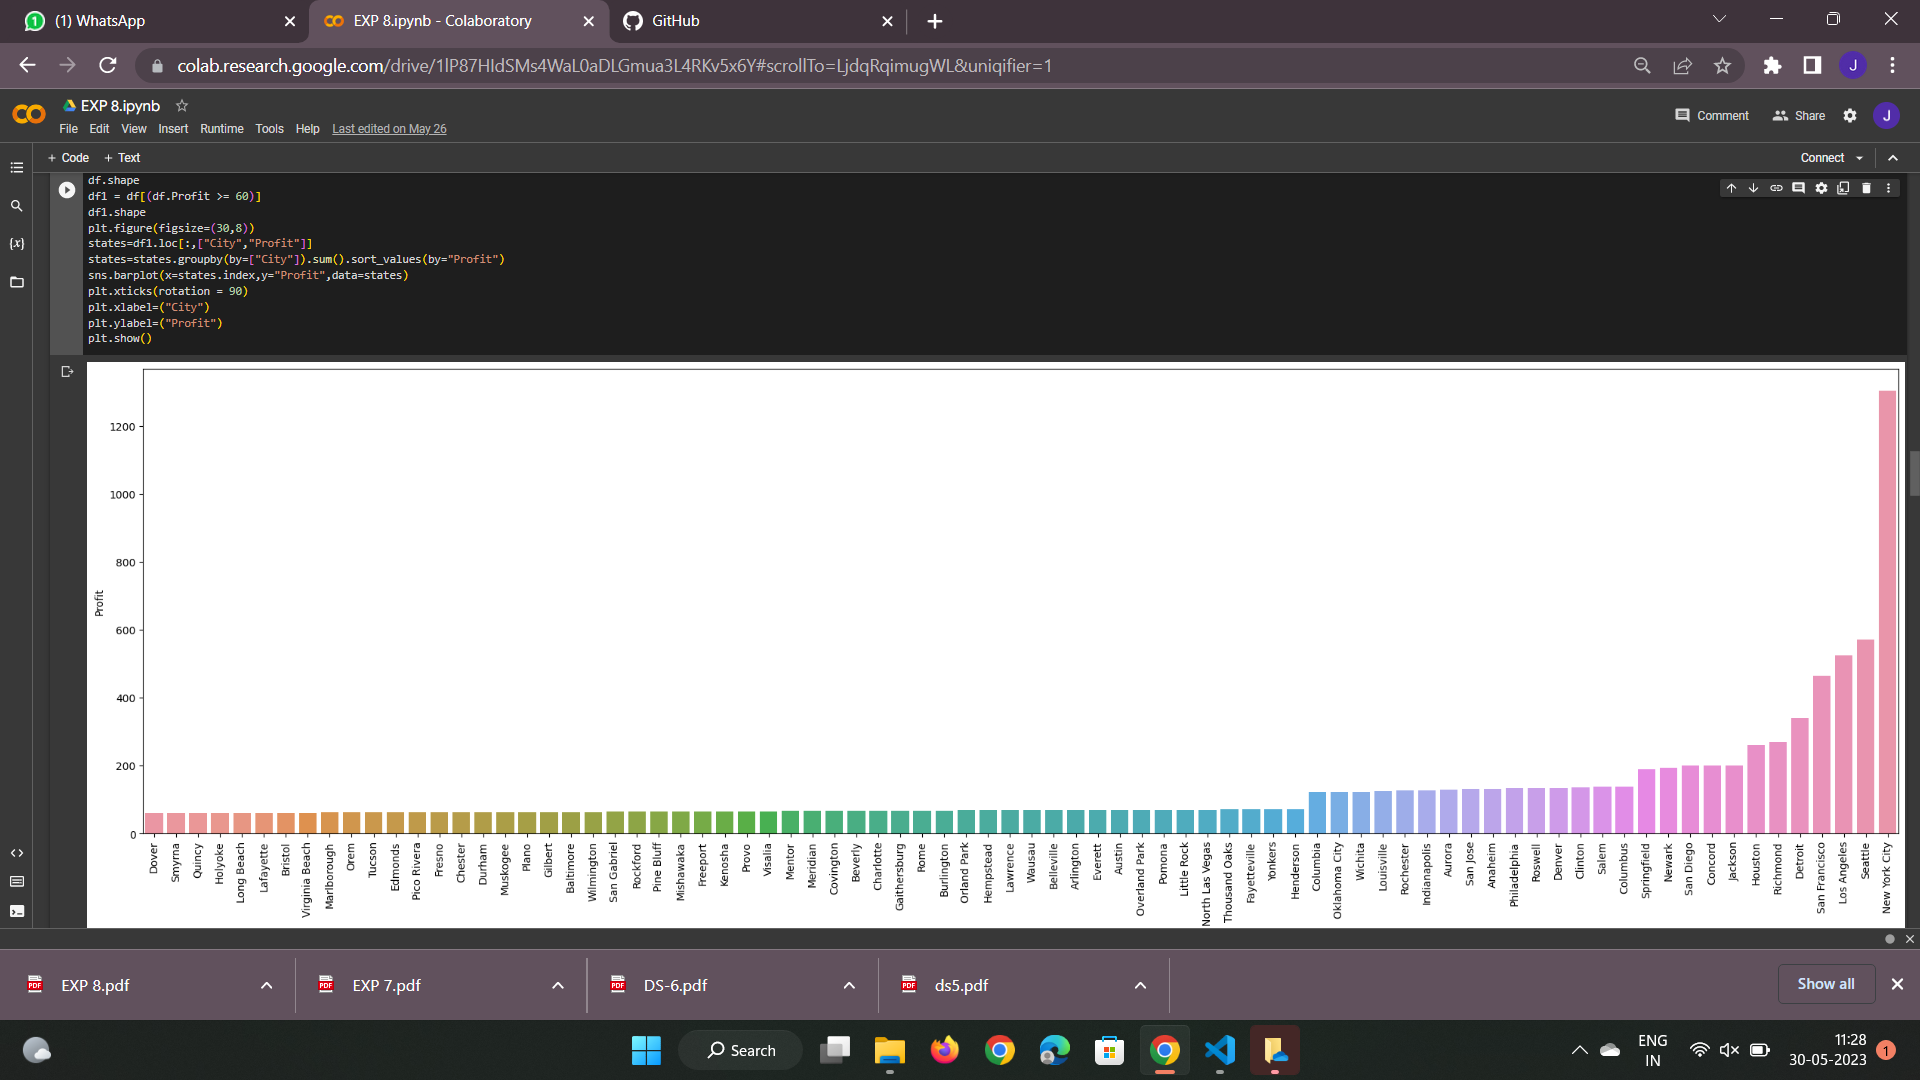 (1) WhatsApp
EXP 8.ipynb - Colaboratory
GitHub
colab.research.google.com/drive/1lP87HIdSMs4WaL0aDLGmua3L4RKv5x6Y#scrollTo=LjdqRqimugWL&uniqifier=1
J
EXP 8.ipynb
File Edit View Insert Runtime Tools Help Last edited on May 26
Comment Share J
+ Code + Text
Connect
{x}
df.shape
df1 = df[(df.Profit >= 60)]
df1.shape
plt.figure(figsize=(30,8))
states=df1.loc[:,["City","Profit"]]
states=states.groupby(by=["City"]).sum().sort_values(by="Profit")
sns.barplot(x=states.index,y="Profit",data=states)
plt.xticks(rotation = 90)
plt.xlabel=("City")
plt.ylabel=("Profit")
plt.show()
1200
1000
800
600
400
200
0
Profit
Dover
Smyrna
Quincy
Holyoke
Long Beach
Lafayette
Bristol
Virginia Beach
Marlborough
Orem
Tucson
Edmonds
Pico Rivera
Fresno
Chester
Durham
Muskogee
Plano
Gilbert
Baltimore
Wilmington
San Gabriel
Rockford
Pine Bluff
Mishawaka
Freeport
Kenosha
Provo
Visalia
Mentor
Meridian
Covington
Beverly
Charlotte
Gaithersburg
Rome
Burlington
Orland Park
Hempstead
Lawrence
Wausau
Belleville
Arlington
Everett
Austin
Overland Park
Pomona
Little Rock
North Las Vegas
Thousand Oaks
Fayetteville
Yonkers
Henderson
Columbia
Oklahoma City
Wichita
Louisville
Rochester
Indianapolis
Aurora
San Jose
Anaheim
Philadelphia
Roswell
Denver
Clinton
Salem
Columbus
Springfield
Newark
San Diego
Concord
Jackson
Houston
Richmond
Detroit
San Francisco
Los Angeles
Seattle
New York City
EXP 8.pdf
EXP 7.pdf
DS-6.pdf
ds5.pdf
Show all
Search
ENG
IN
11:28
30-05-2023
1